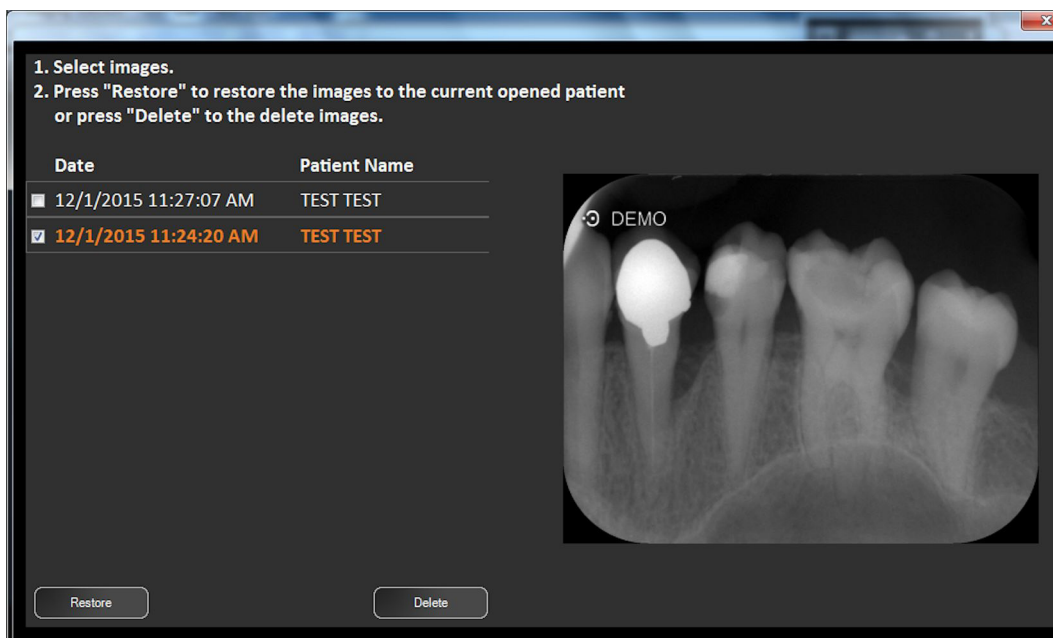 1. Select images.
2. Press "Restore" to restore the images to the current opened patient
or press "Delete" to the delete images.
Date Patient Name
12/1/2015 11:27:07 AM TEST TEST
12/1/2015 11:24:20 AM TEST TEST
DEMO
Restore Delete